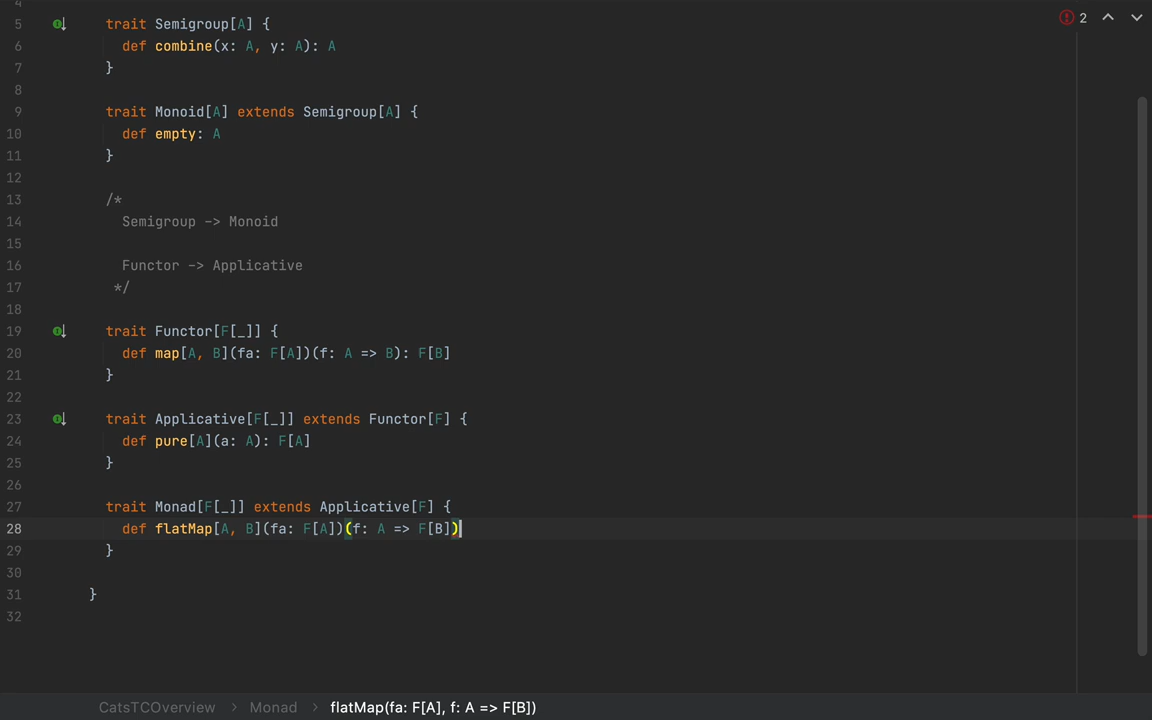 4
2
5 trait Semigroup[A] {
6 def combine(x: A, y: A): A
7 }
8
9 trait Monoid[A] extends Semigroup[A] {
10 def empty: A
11 }
12
13 /*
14 Semigroup -> Monoid
15
16 Functor -> Applicative
17 */
18
19 trait Functor[F[_]] {
20 def map[A, B](fa: F[A])(f: A => B): F[B]
21 }
22
23 trait Applicative[F[_]] extends Functor[F] {
24 def pure[A](a: A): F[A]
25 }
26
27 trait Monad[F[_]] extends Applicative[F] {
28 def flatMap[A, B](fa: F[A])(f: A => F[B])
29 }
30
31 }
32
CatsTCOverview > Monad > flatMap(fa: F[A], f: A => F[B])